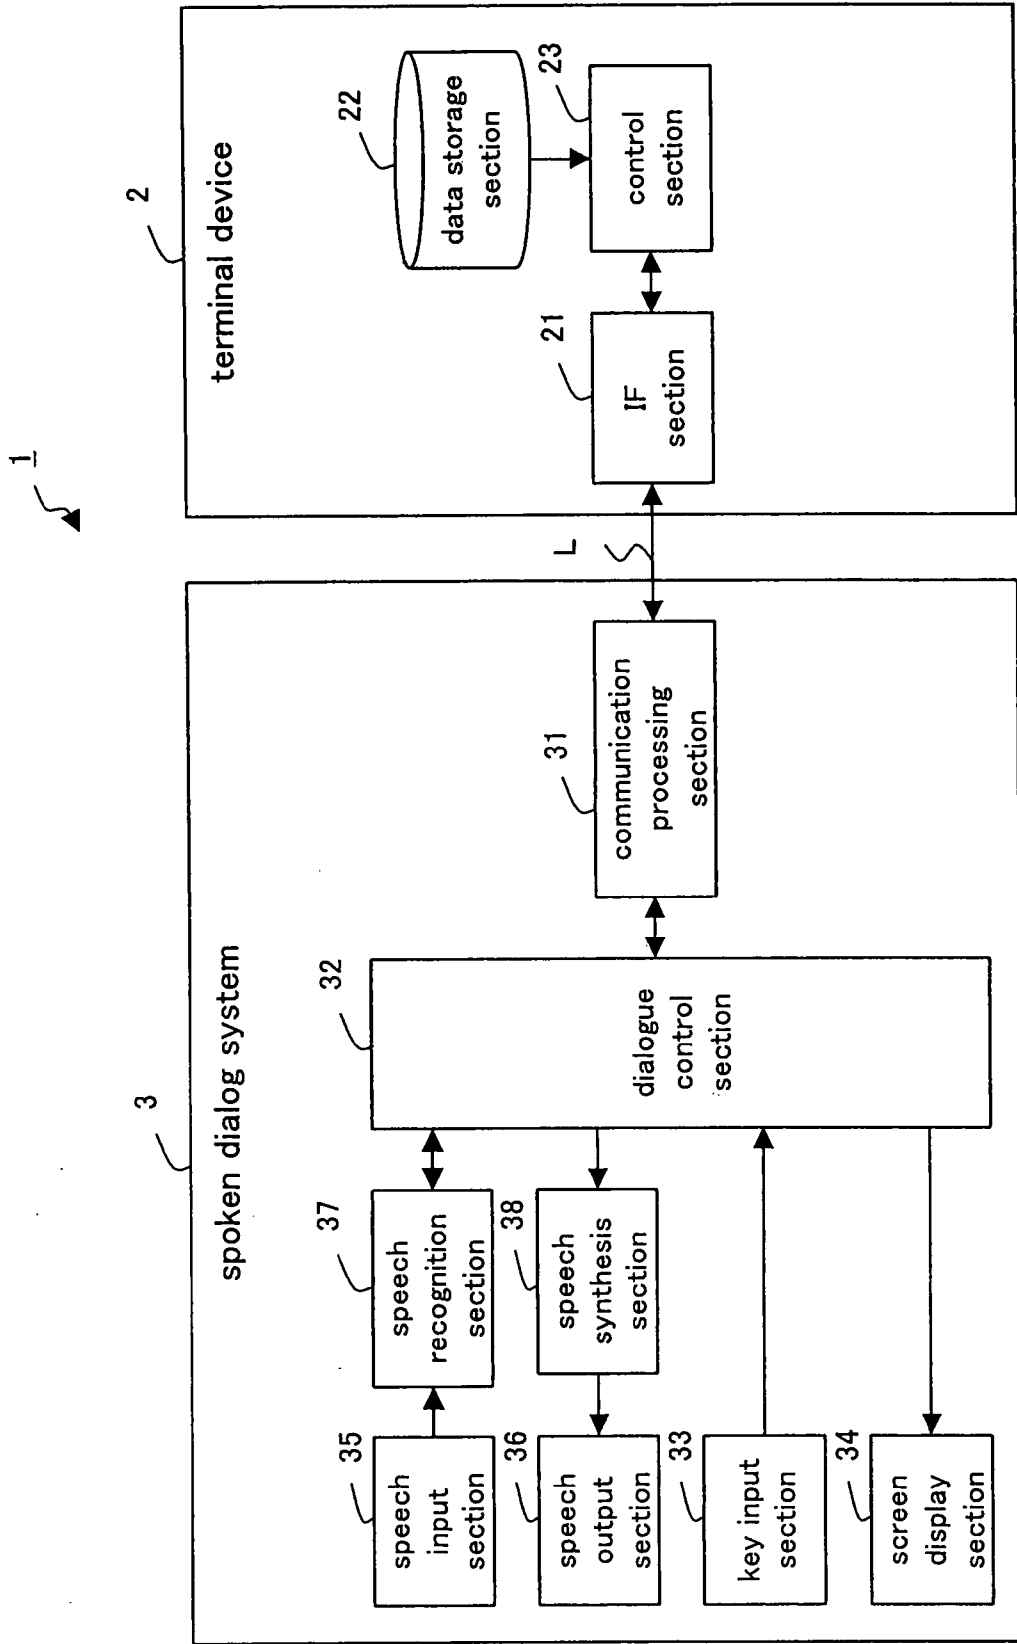 1
3
spoken dialog system
35
speech
input
section
37
speech
recognition
section
36
speech
output
section
38
speech
synthesis
section
33
key input
section
34
screen
display
section
32
dialogue
control
section
31
communication
processing
section
L
2
terminal device
21
IF
section
22
data storage
section
23
control
section